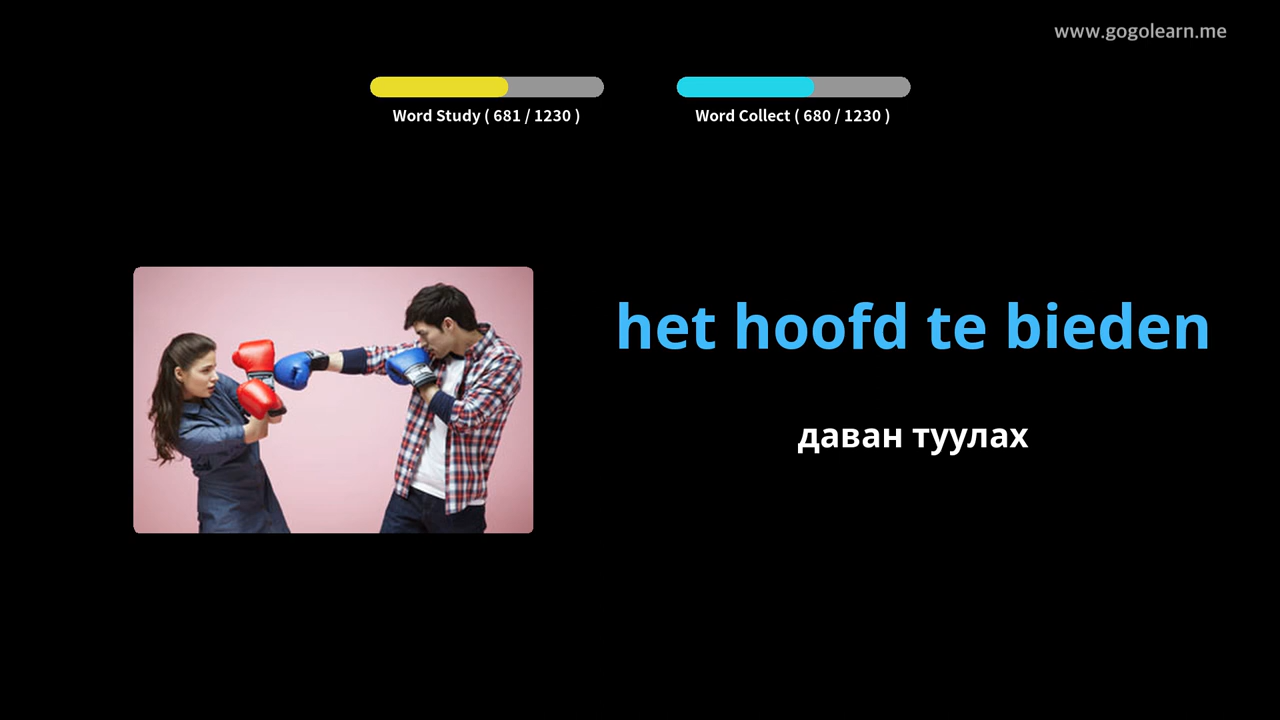 www.gogolearn.me
Word Study ( 681 / 1230 )
Word Collect ( 680 / 1230 )
het hoofd te bieden
даван туулах